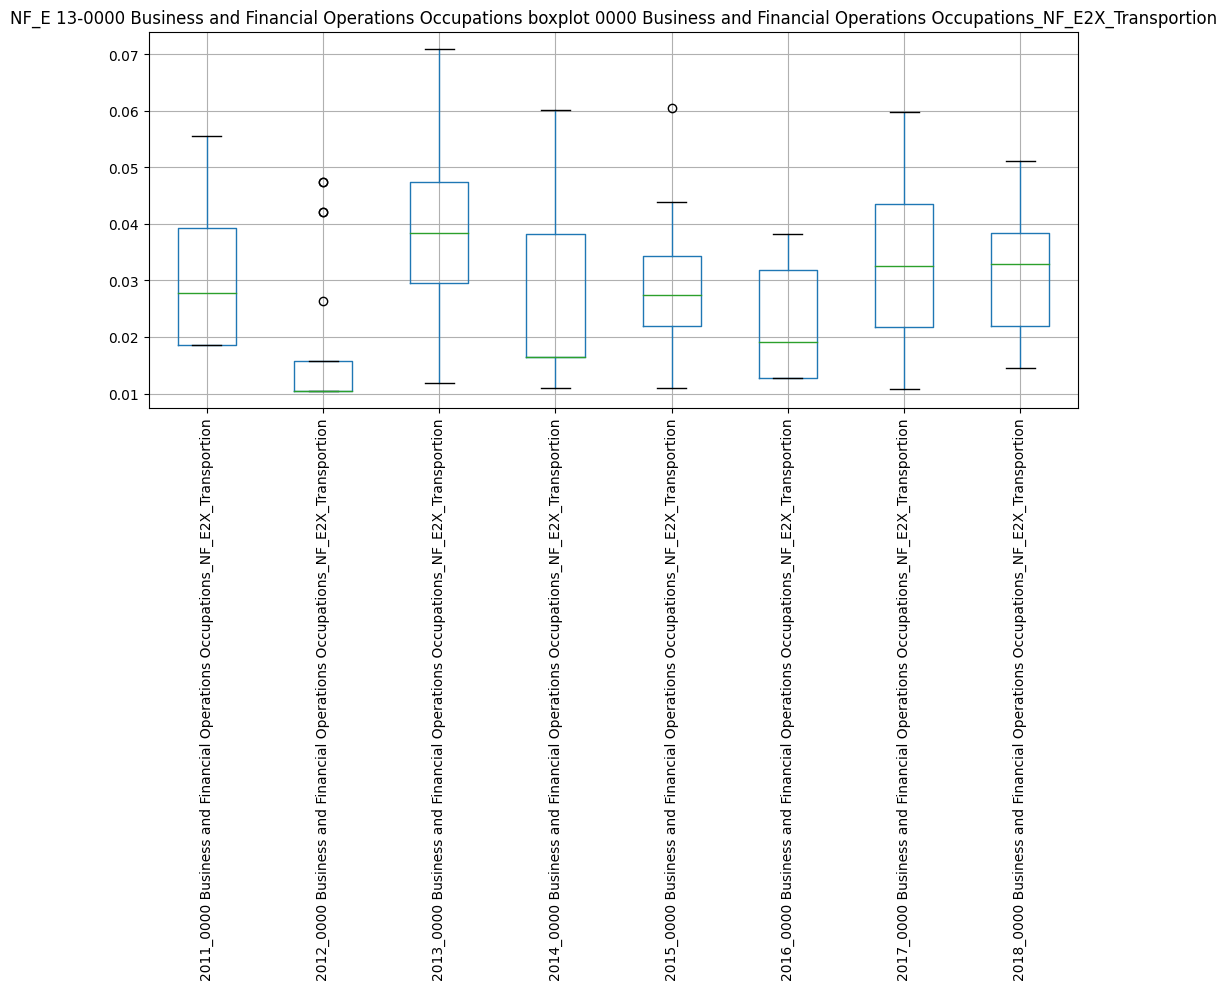 NF_E 13-0000 Business and Financial Operations Occupations boxplot 0000 Business and Financial Operations Occupations_NF_E2X_Transportion
0.07
0.06
0.05
0.04
0.03
0.02
0.01
2011_0000 Business and Financial Operations Occupations_NF_E2X_Transportion
2012_0000 Business and Financial Operations Occupations_NF_E2X_Transportion
2013_0000 Business and Financial Operations Occupations_NF_E2X_Transportion
2014_0000 Business and Financial Operations Occupations_NF_E2X_Transportion
2015_0000 Business and Financial Operations Occupations_NF_E2X_Transportion
2016_0000 Business and Financial Operations Occupations_NF_E2X_Transportion
2017_0000 Business and Financial Operations Occupations_NF_E2X_Transportion
2018_0000 Business and Financial Operations Occupations_NF_E2X_Transportion